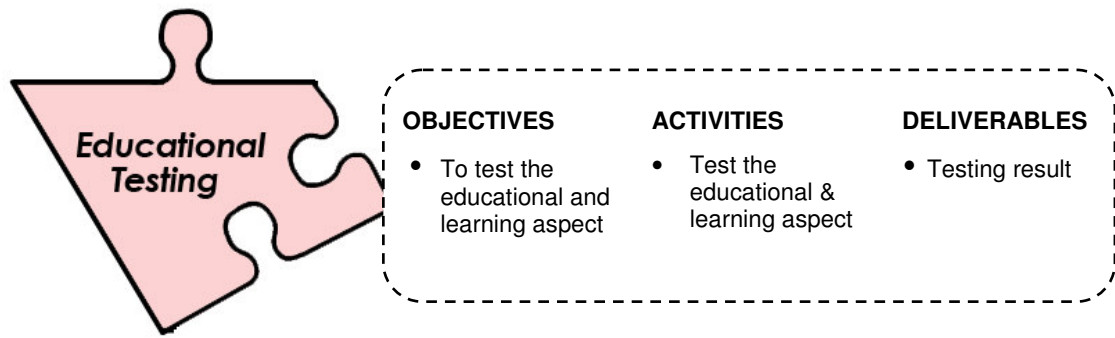 Educational
Testing
OBJECTIVES
• To test the
educational and
learning aspect
ACTIVITIES
• Test the
educational &
learning aspect
DELIVERABLES
• Testing result